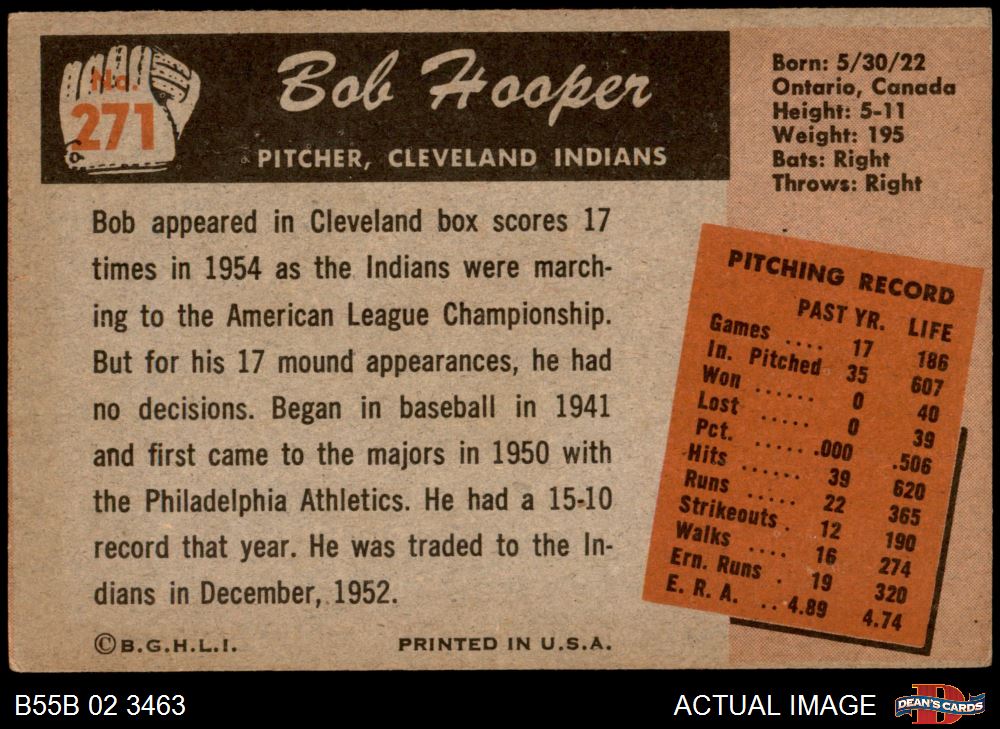 No.
271
Bob Hooper
PITCHER, CLEVELAND INDIANS
Born: 5/30/22
Ontario, Canada
Height: 5-11
Weight: 195
Bats: Right
Throws: Right
Bob appeared in Cleveland box scores 17
times in 1954 as the Indians were march-
ing to the American League Championship.
But for his 17 mound appearances, he had
no decisions. Began in baseball in 1941
and first came to the majors in 1950 with
the Philadelphia Athletics. He had a 15-10
record that year. He was traded to the In-
dians in December, 1952.
PITCHING RECORD
PAST YR. LIFE
Games .... 17 186
In. Pitched 35 607
Won ...... 0 40
Lost ..... 0 39
Pct. ..... .000 .506
Hits ...... 39 620
Runs ..... 22 365
Strikeouts . 12 190
Walks .... 16 274
Ern. Runs . 19 320
E. R. A. .. 4.89 4.74
©B.G.H.L.I. PRINTED IN U.S.A.
B55B 02 3463 ACTUAL IMAGE D DEAN'S CARDS